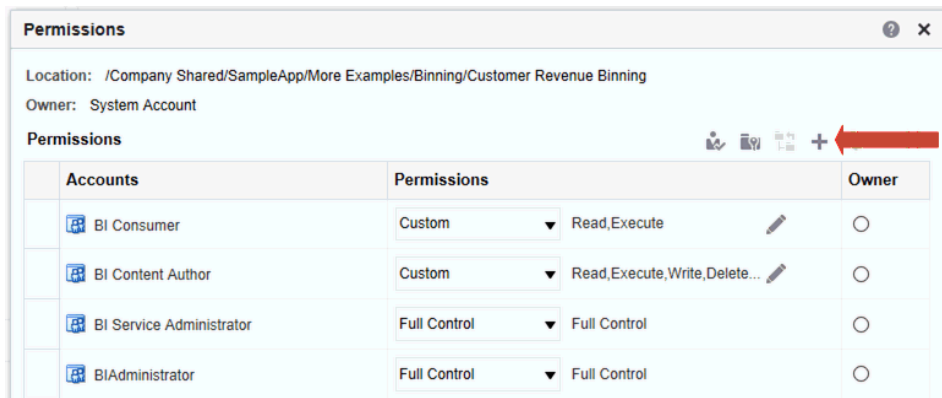 Permissions
Location: /Company Shared/SampleApp/More Examples/Binning/Customer Revenue Binning
Owner: System Account
Permissions
Accounts Permissions Owner
BI Consumer Custom Read,Execute
BI Content Author Custom Read,Execute,Write,Delete...
BI Service Administrator Full Control Full Control
BIAdministrator Full Control Full Control